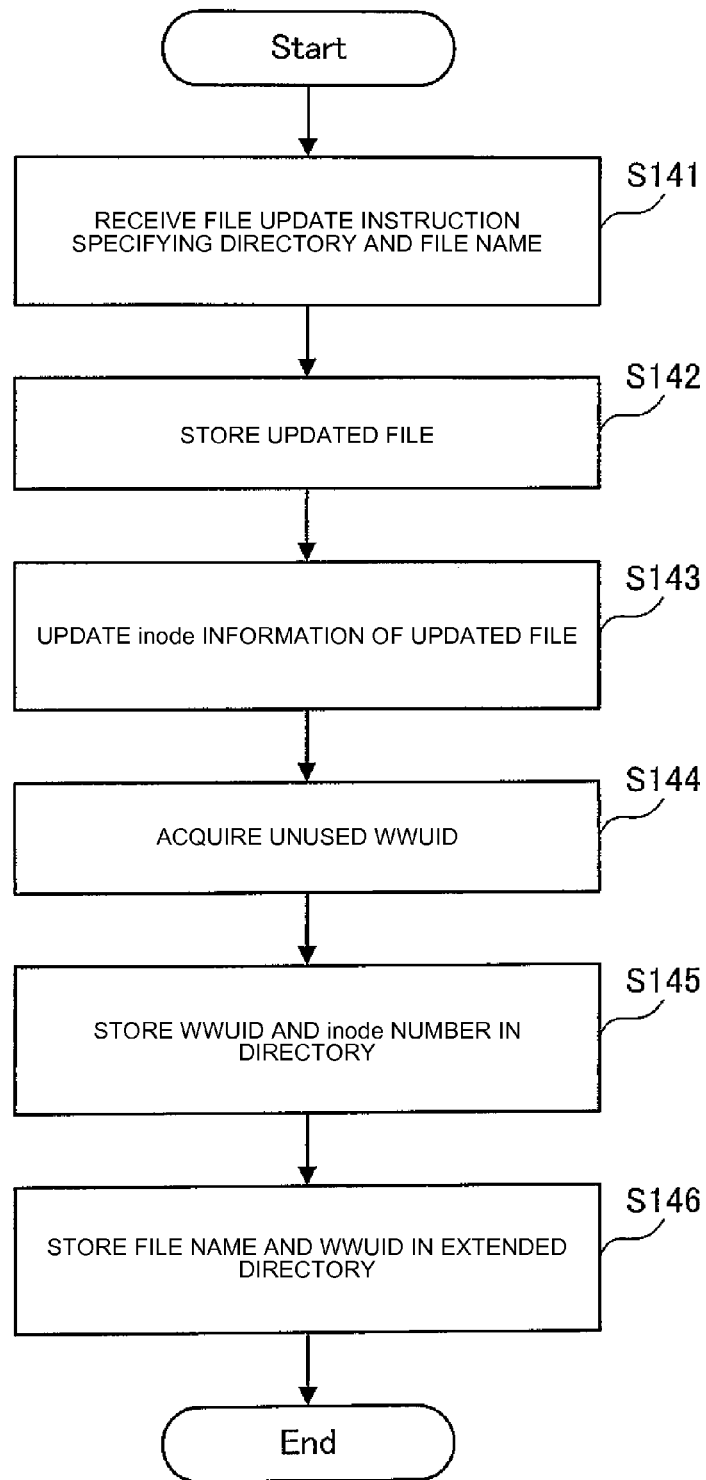 Start
S141
RECEIVE FILE UPDATE INSTRUCTION
SPECIFYING DIRECTORY AND FILE NAME
S142
STORE UPDATED FILE
S143
UPDATE inode INFORMATION OF UPDATED FILE
S144
ACQUIRE UNUSED WWUID
S145
STORE WWUID AND inode NUMBER IN
DIRECTORY
S146
STORE FILE NAME AND WWUID IN EXTENDED
DIRECTORY
End